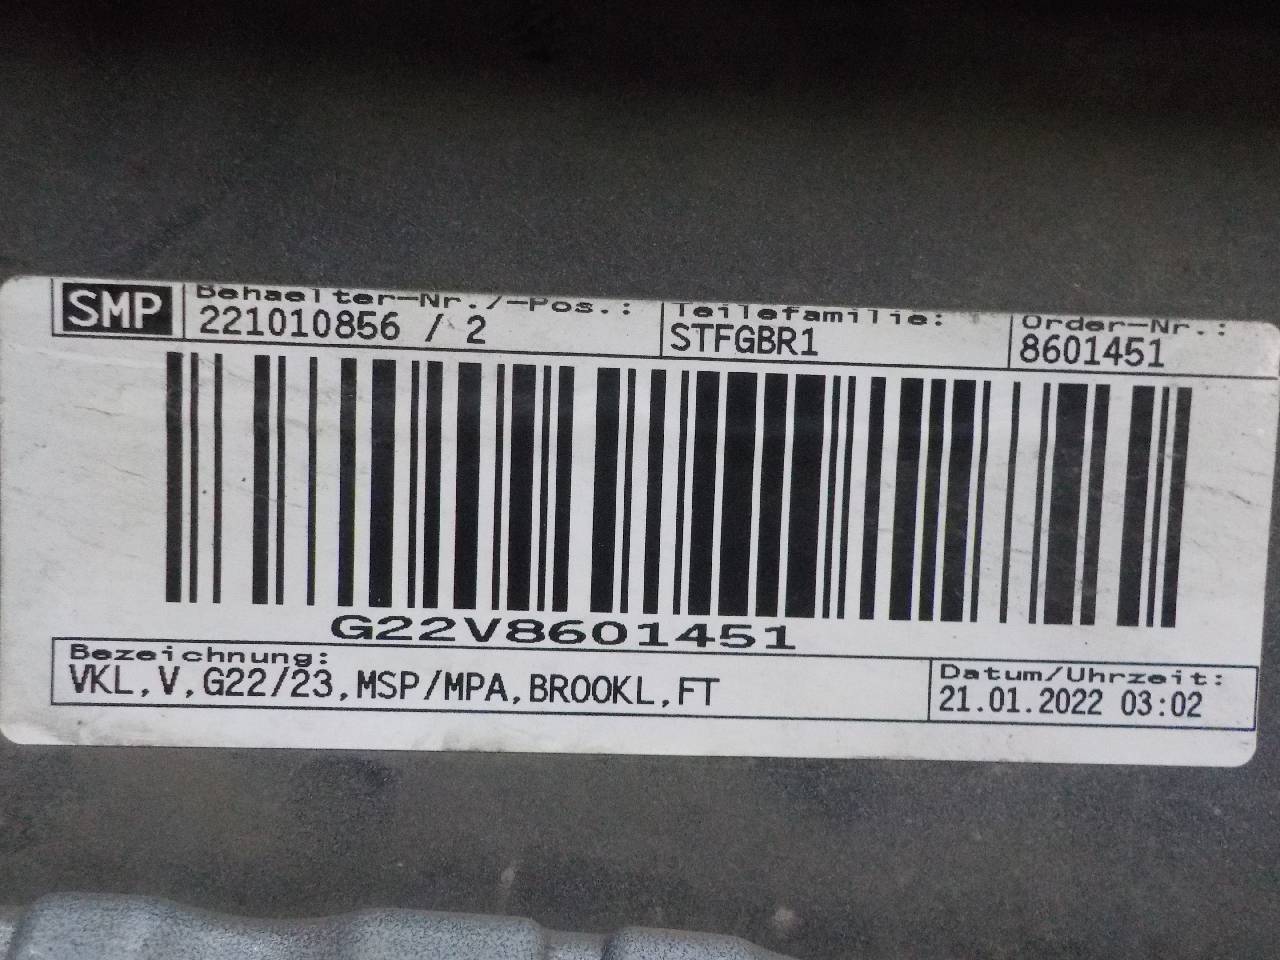 SMP
Behaelter-Nr./-Pos.: Teilefamilie: Order-Nr.:
221010856 / 2 STFGBR1 8601451
G22V8601451
Bezeichnung: Datum/Uhrzeit:
VKL,V,G22/23,MSP/MPA,BROOKL,FT 21.01.2022 03:02